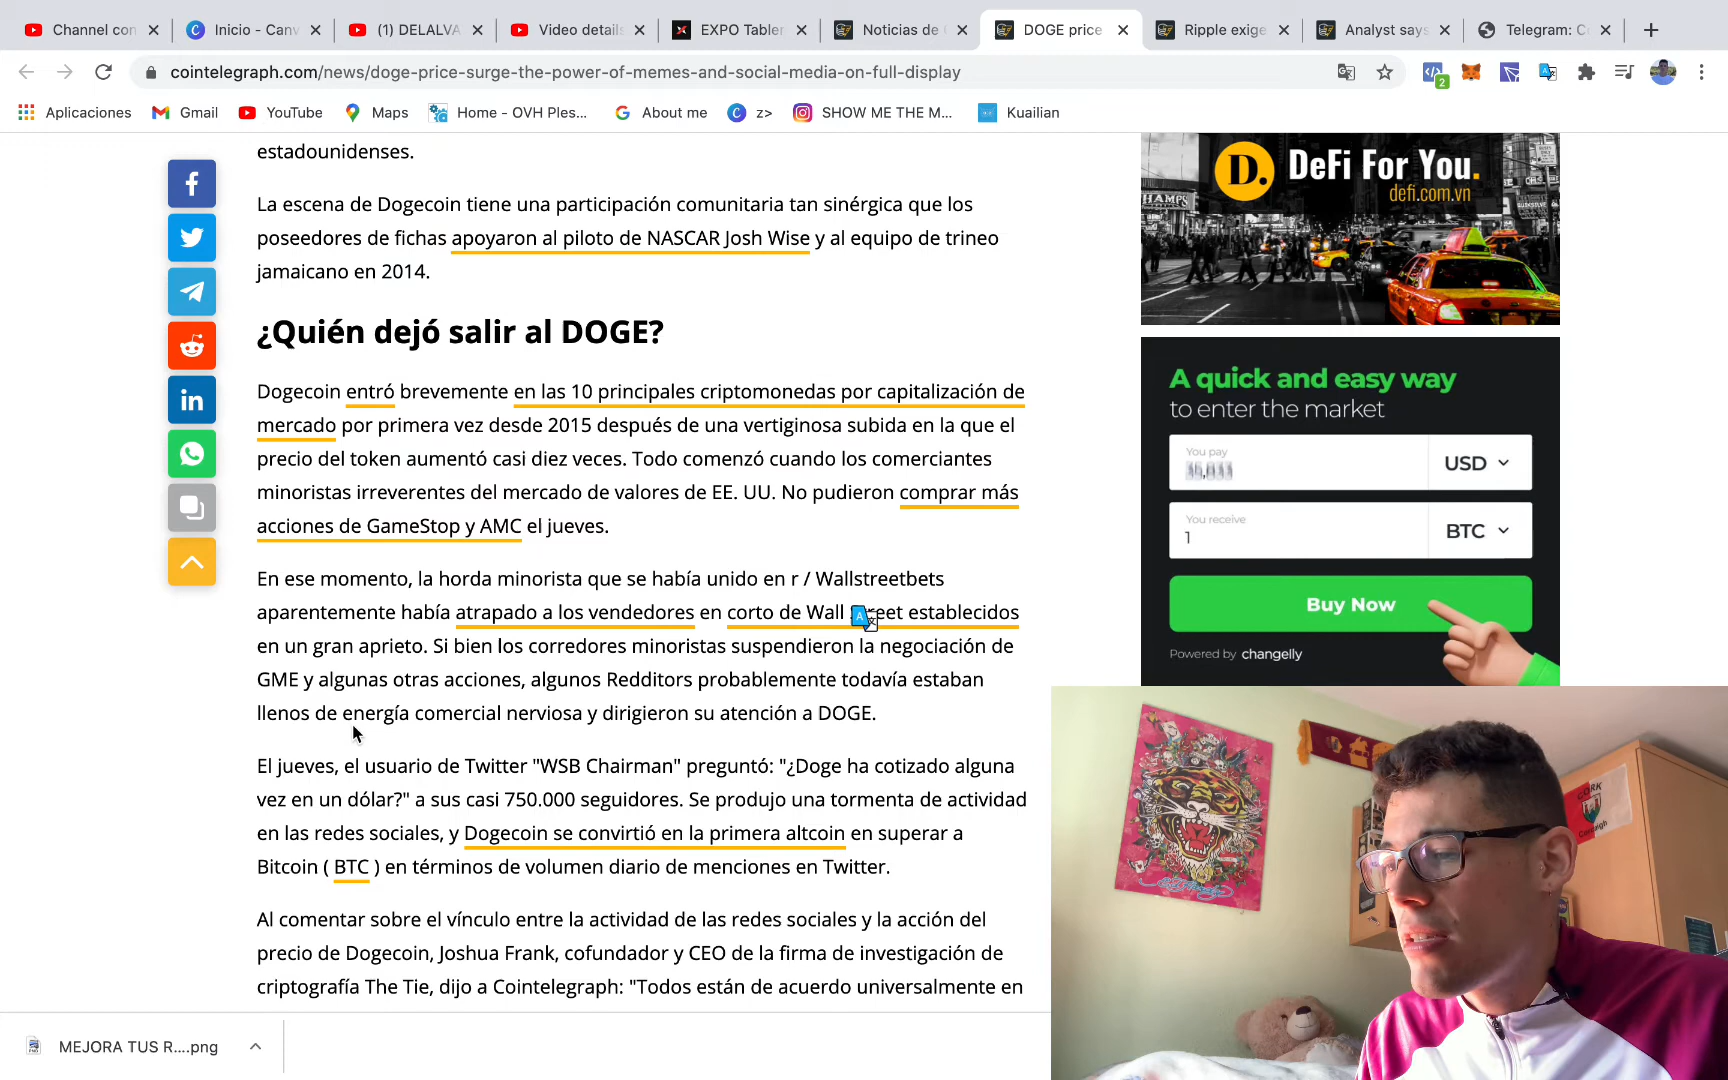 Channel con
Inicio - Canv
(1) DELALVA
Video details
EXPO Tabler
Noticias de
DOGE price
Ripple exige
Analyst says
Telegram: Co
cointelegraph.com/news/doge-price-surge-the-power-of-memes-and-social-media-on-full-display
2
Aplicaciones
Gmail
YouTube
Maps
Home - OVH Ples...
About me
z>
SHOW ME THE M...
Kuailian
estadounidenses.
La escena de Dogecoin tiene una participación comunitaria tan sinérgica que los
poseedores de fichas apoyaron al piloto de NASCAR Josh Wise y al equipo de trineo
jamaicano en 2014.
¿Quién dejó salir al DOGE?
Dogecoin entró brevemente en las 10 principales criptomonedas por capitalización de
mercado por primera vez desde 2015 después de una vertiginosa subida en la que el
precio del token aumentó casi diez veces. Todo comenzó cuando los comerciantes
minoristas irreverentes del mercado de valores de EE. UU. No pudieron comprar más
acciones de GameStop y AMC el jueves.
En ese momento, la horda minorista que se había unido en r / Wallstreetbets
aparentemente había atrapado a los vendedores en corto de Wall Street establecidos
en un gran aprieto. Si bien los corredores minoristas suspendieron la negociación de
GME y algunas otras acciones, algunos Redditors probablemente todavía estaban
llenos de energía comercial nerviosa y dirigieron su atención a DOGE.
El jueves, el usuario de Twitter "WSB Chairman" preguntó: "¿Doge ha cotizado alguna
vez en un dólar?" a sus casi 750.000 seguidores. Se produjo una tormenta de actividad
en las redes sociales, y Dogecoin se convirtió en la primera altcoin en superar a
Bitcoin ( BTC ) en términos de volumen diario de menciones en Twitter.
Al comentar sobre el vínculo entre la actividad de las redes sociales y la acción del
precio de Dogecoin, Joshua Frank, cofundador y CEO de la firma de investigación de
criptografía The Tie, dijo a Cointelegraph: "Todos están de acuerdo universalmente en
D. DeFi For You.
defi.com.vn
A quick and easy way
to enter the market
You pay
USD
You receive
1
BTC
Buy Now
Powered by changelly
CORK
MEJORA TUS R....png